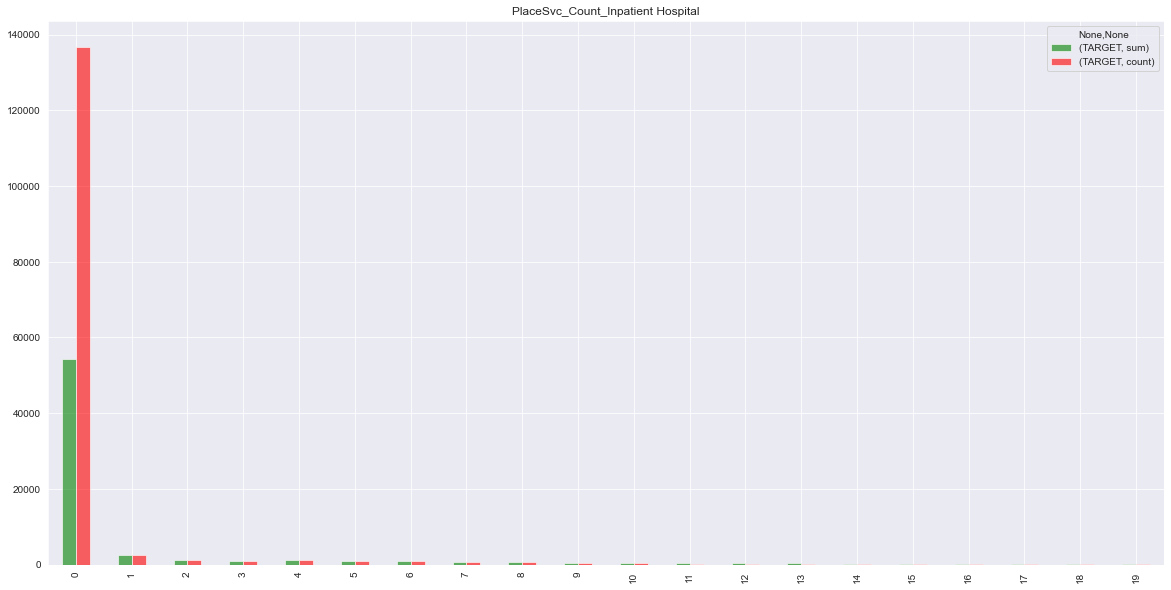 PlaceSvc_Count_Inpatient Hospital
None,None
(TARGET, sum)
(TARGET, count)
140000
120000
100000
80000
60000
40000
20000
0
0 1 2 3 4 5 6 7 8 9 10 11 12 13 14 15 16 17 18 19